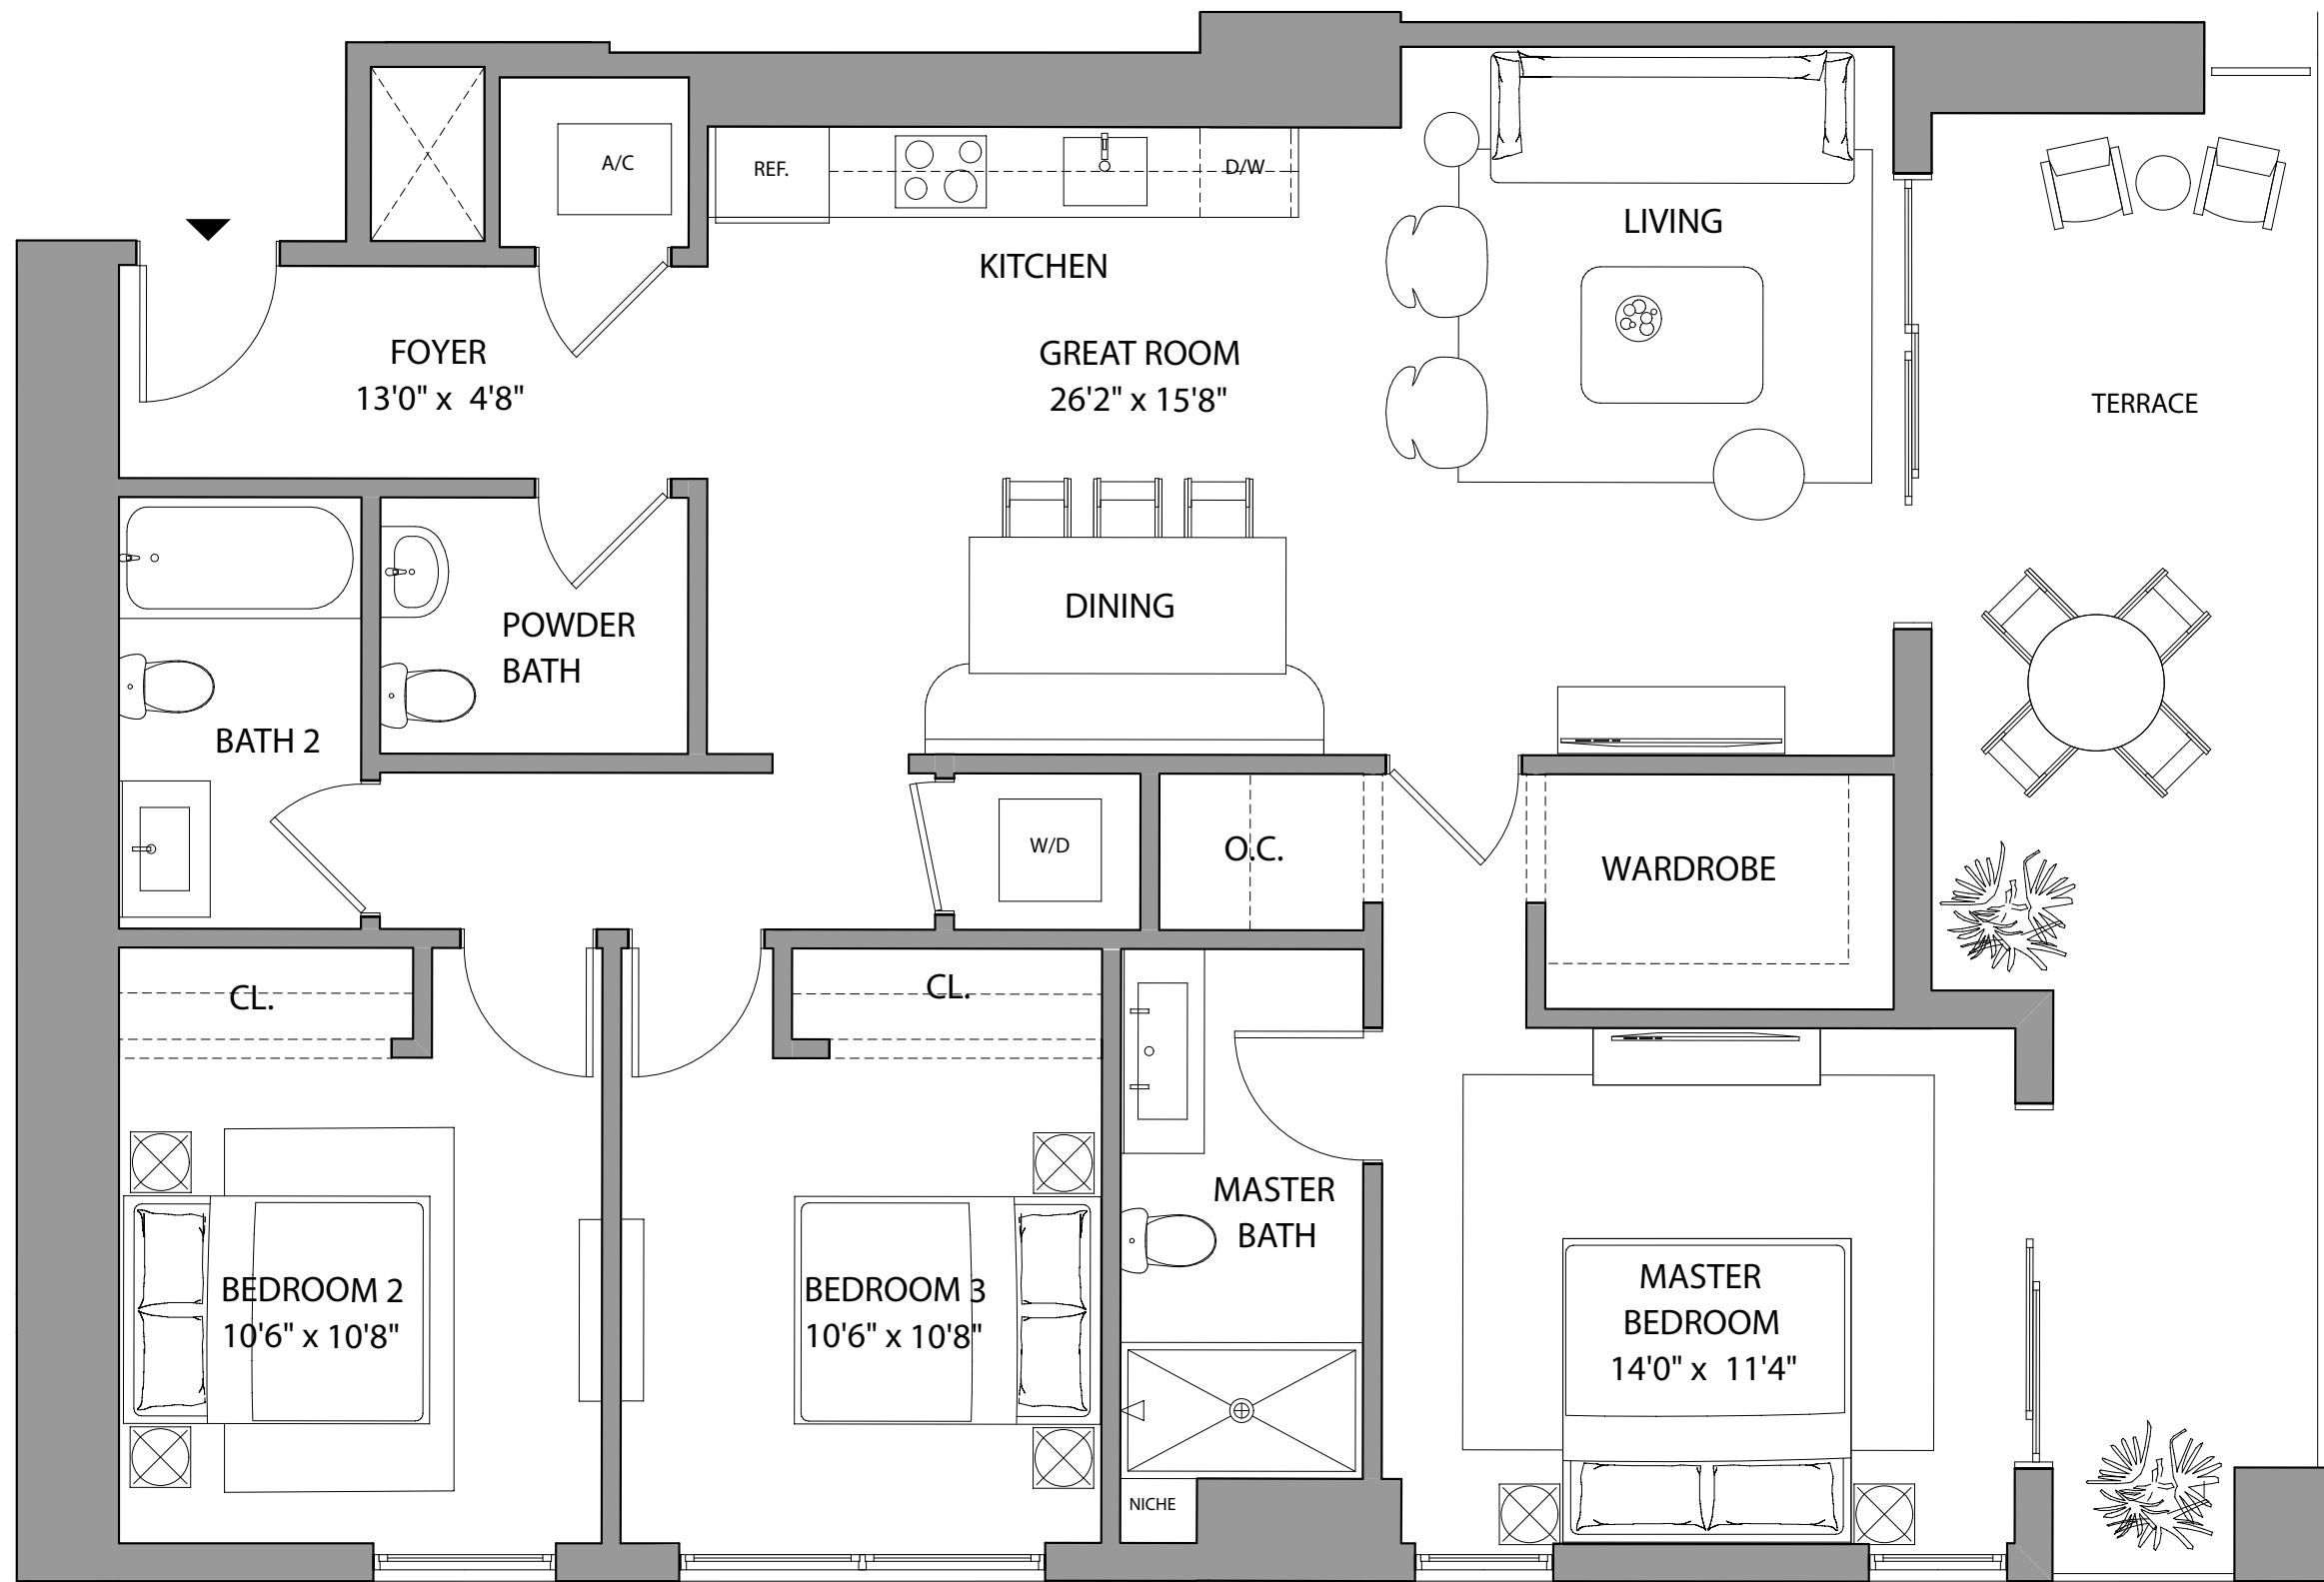 A/C
REF.
D/W
LIVING
KITCHEN
FOYER
13'0" x 4'8"
GREAT ROOM
26'2" x 15'8"
TERRACE
DINING
POWDER
BATH
BATH 2
W/D
O.C.
WARDROBE
CL.
CL.
MASTER
BATH
BEDROOM 2
10'6" x 10'8"
BEDROOM 3
10'6" x 10'8"
MASTER
BEDROOM
14'0" x 11'4"
NICHE